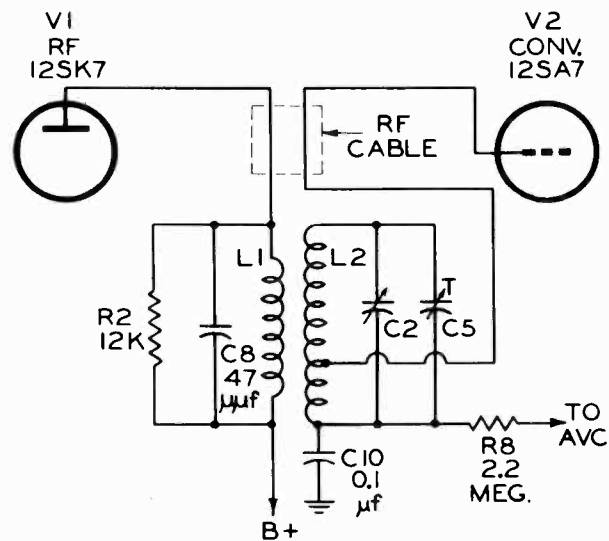 V1
RF
12SK7
V2
CONV.
12SA7
RF
CABLE
L1
L2
R2
12K
C8
47
μμf
C2
T
C5
C10
0.1
μf
R8
2.2
MEG.
TO
AVC
B+